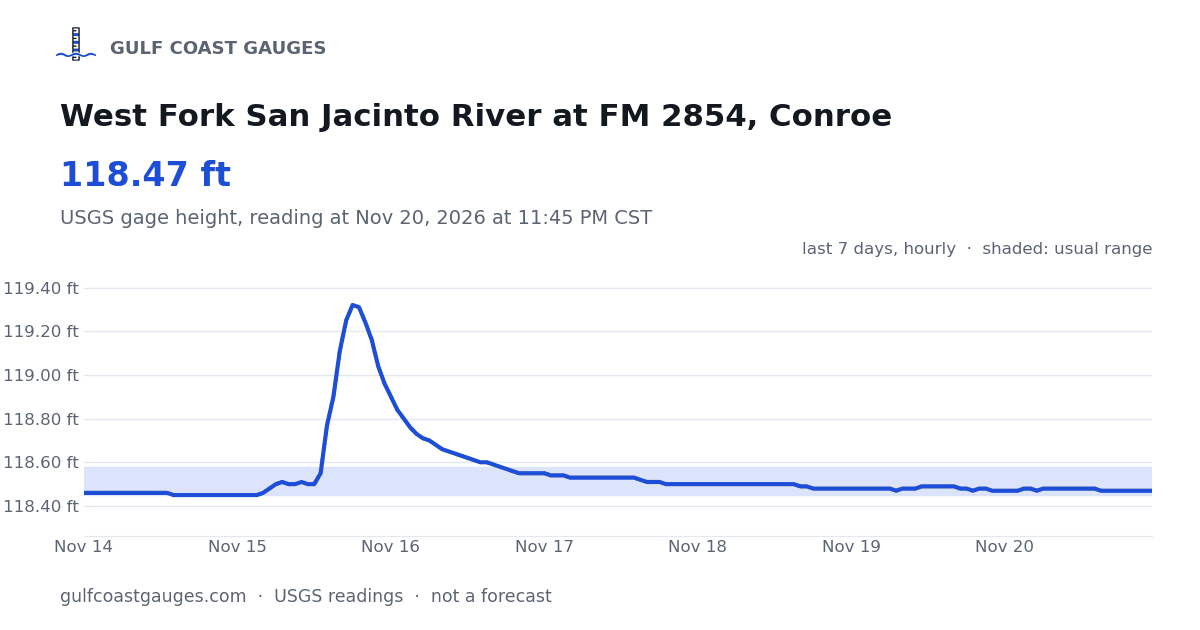 GULF COAST GAUGES
West Fork San Jacinto River at FM 2854, Conroe
118.47 ft
USGS gage height, reading at Nov 20, 2026 at 11:45 PM CST
last 7 days, hourly · shaded: usual range
119.40 ft
119.20 ft
119.00 ft
118.80 ft
118.60 ft
118.40 ft
Nov 14 Nov 15 Nov 16 Nov 17 Nov 18 Nov 19 Nov 20
gulfcoastgauges.com · USGS readings · not a forecast